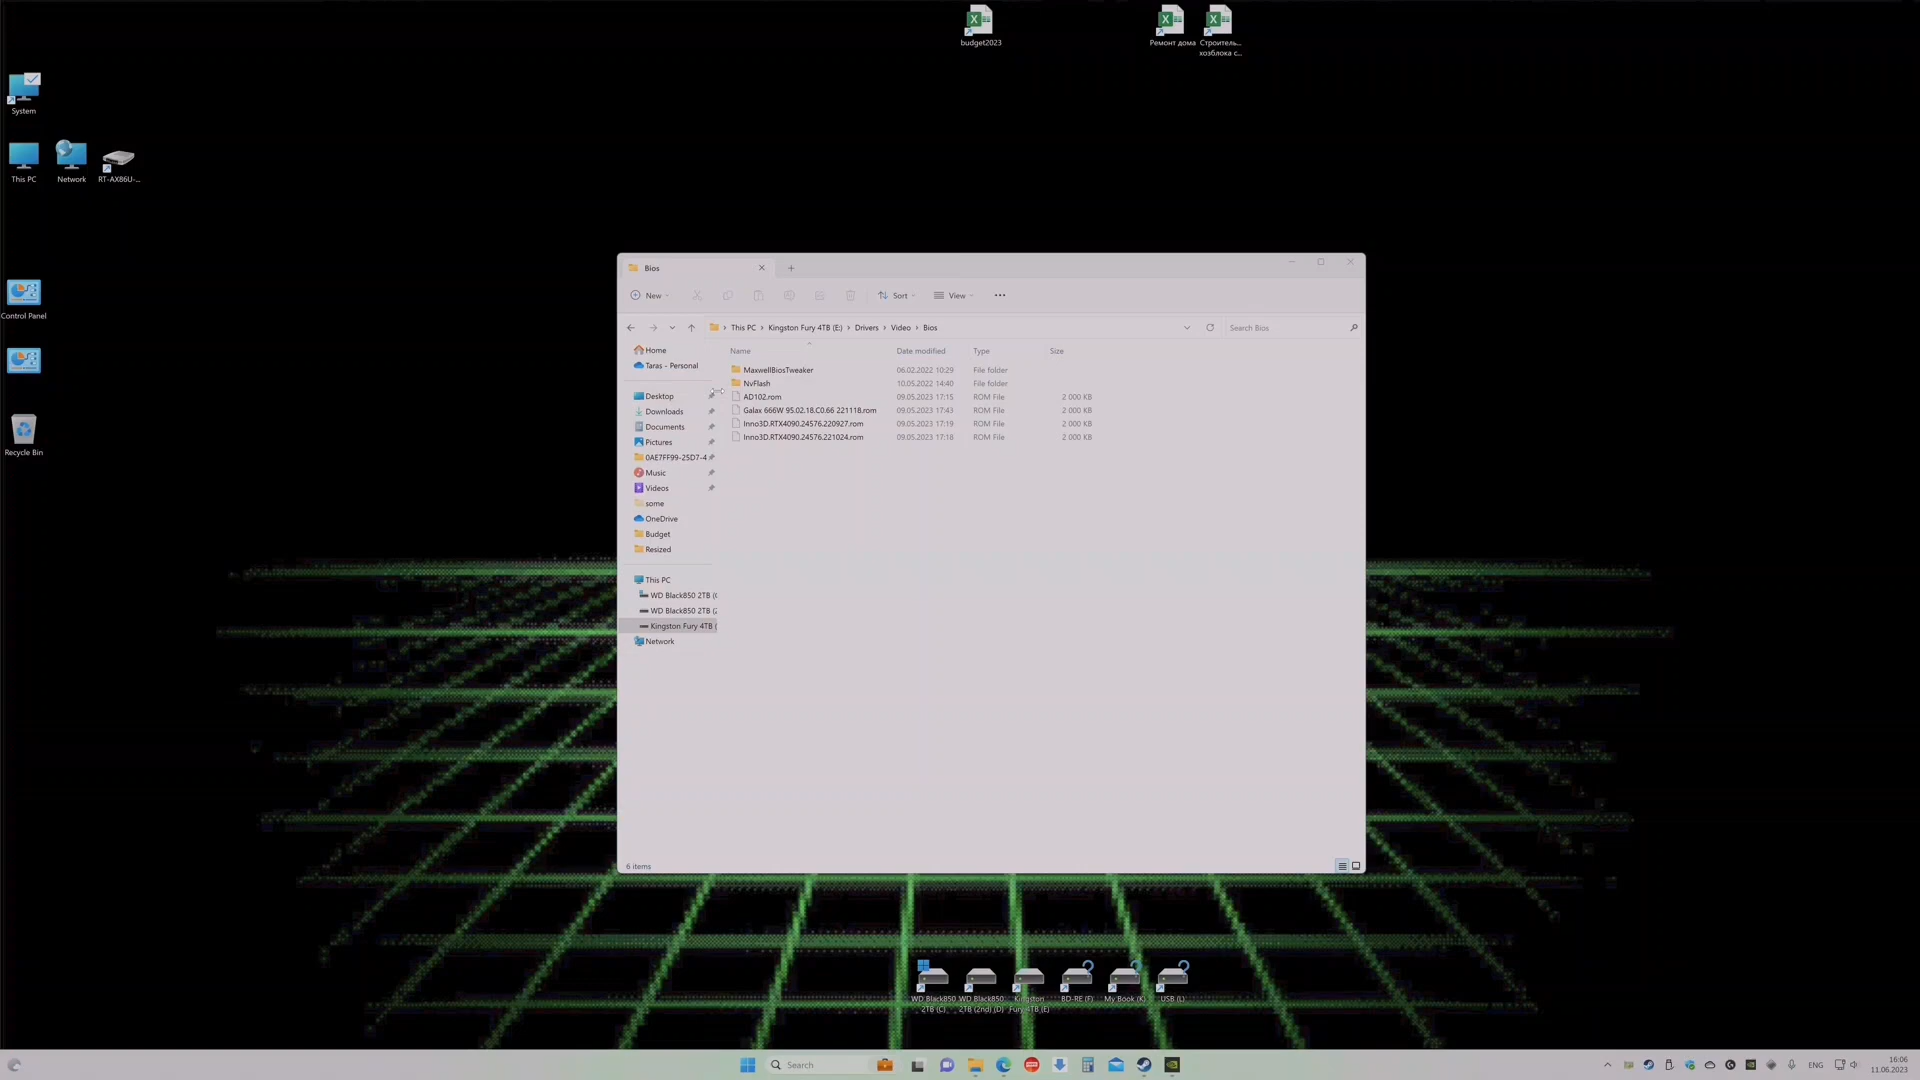 budget2023
Ремонт дома
Строитель...
хозблока с...
System
This PC
Network
RT-AX86U-...
Control Panel
Recycle Bin
Bios
New
Sort
View
This PC
Kingston Fury 4TB (E:)
Drivers
Video
Bios
Search Bios
Home
Taras - Personal
Desktop
Downloads
Documents
Pictures
0AE7FF99-25D7-4
Music
Videos
some
OneDrive
Budget
Resized
This PC
WD Black850 2TB (
WD Black850 2TB (2
Kingston Fury 4TB (
Network
Name Date modified Type Size
MaxwellBiosTweaker 06.02.2022 10:29 File folder
NvFlash 10.05.2022 14:40 File folder
AD102.rom 09.05.2023 17:15 ROM File 2 000 KB
Galax 666W 95.02.18.C0.66 221118.rom 09.05.2023 17:43 ROM File 2 000 KB
Inno3D.RTX4090.24576.220927.rom 09.05.2023 17:19 ROM File 2 000 KB
Inno3D.RTX4090.24576.221024.rom 09.05.2023 17:18 ROM File 2 000 KB
6 items
WD Black850
2TB (C)
WD Black850
2TB (2nd) (D)
Kingston
Fury 4TB (E)
BD-RE (F)
My Book (K)
USB (L)
Search
ENG
16:06
11.06.2023